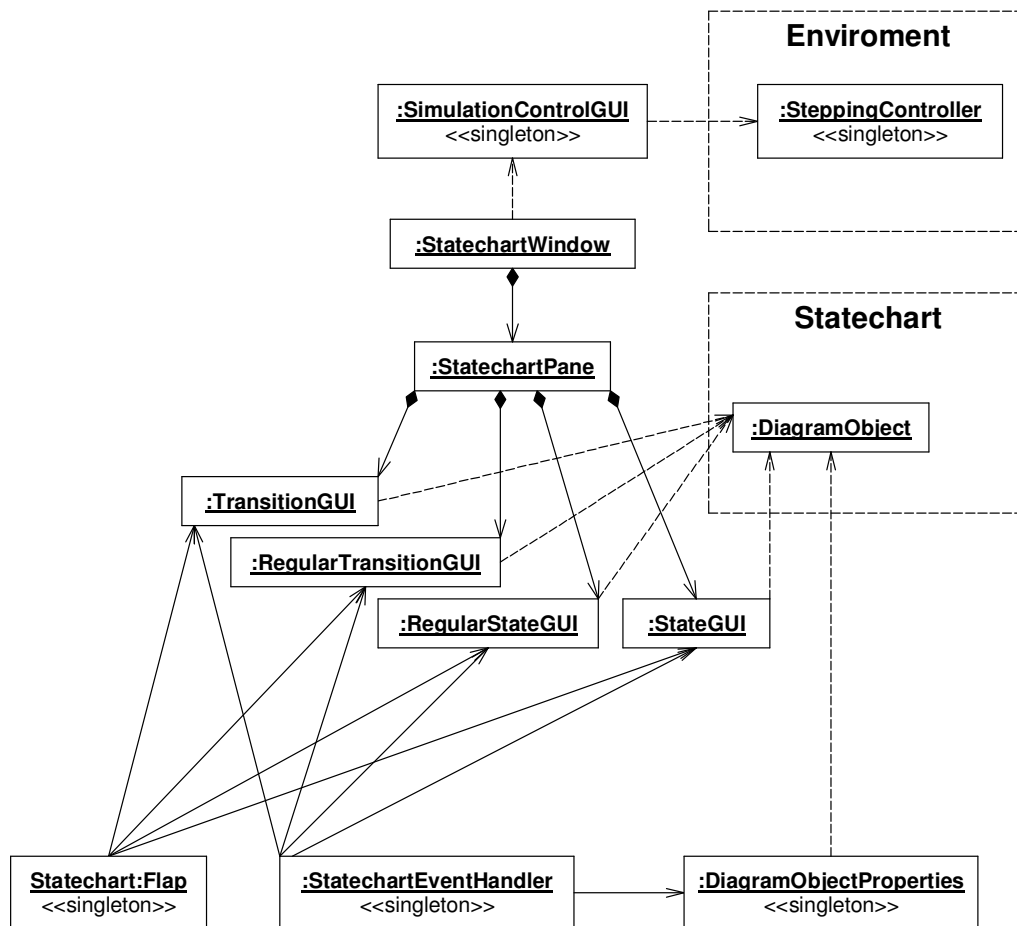 Enviroment
:SimulationControlGUI
<<singleton>>
:SteppingController
<<singleton>>
:StatechartWindow
Statechart
:StatechartPane
:DiagramObject
:TransitionGUI
:RegularTransitionGUI
:RegularStateGUI
:StateGUI
Statechart:Flap
<<singleton>>
:StatechartEventHandler
<<singleton>>
:DiagramObjectProperties
<<singleton>>